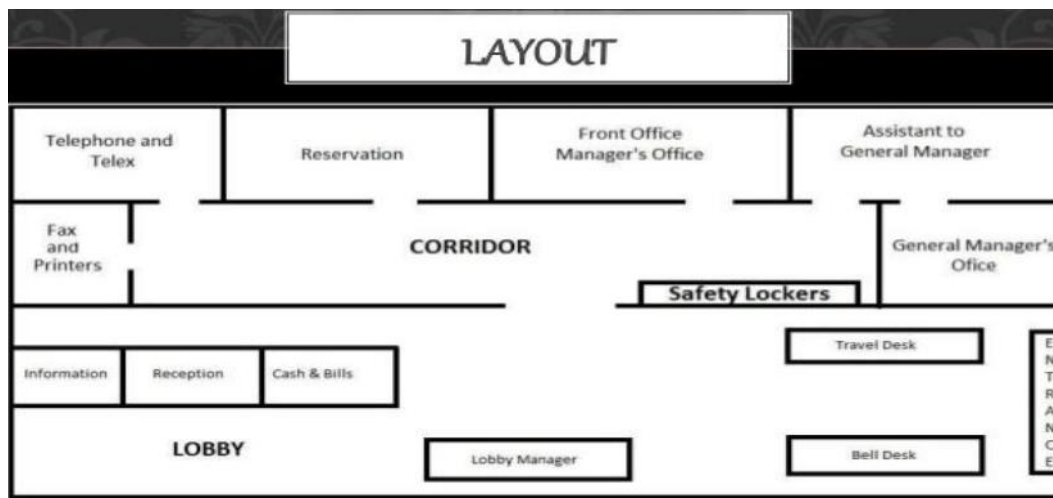 LAYOUT
Telephone and
Telex
Reservation
Front Office
Manager's Office
Assistant to
General Manager
Fax
and
Printers
CORRIDOR
General Manager's
Ofice
Safety Lockers
Travel Desk
Information
Reception
Cash & Bills
E
N
T
R
A
N
C
E
LOBBY
Lobby Manager
Bell Desk